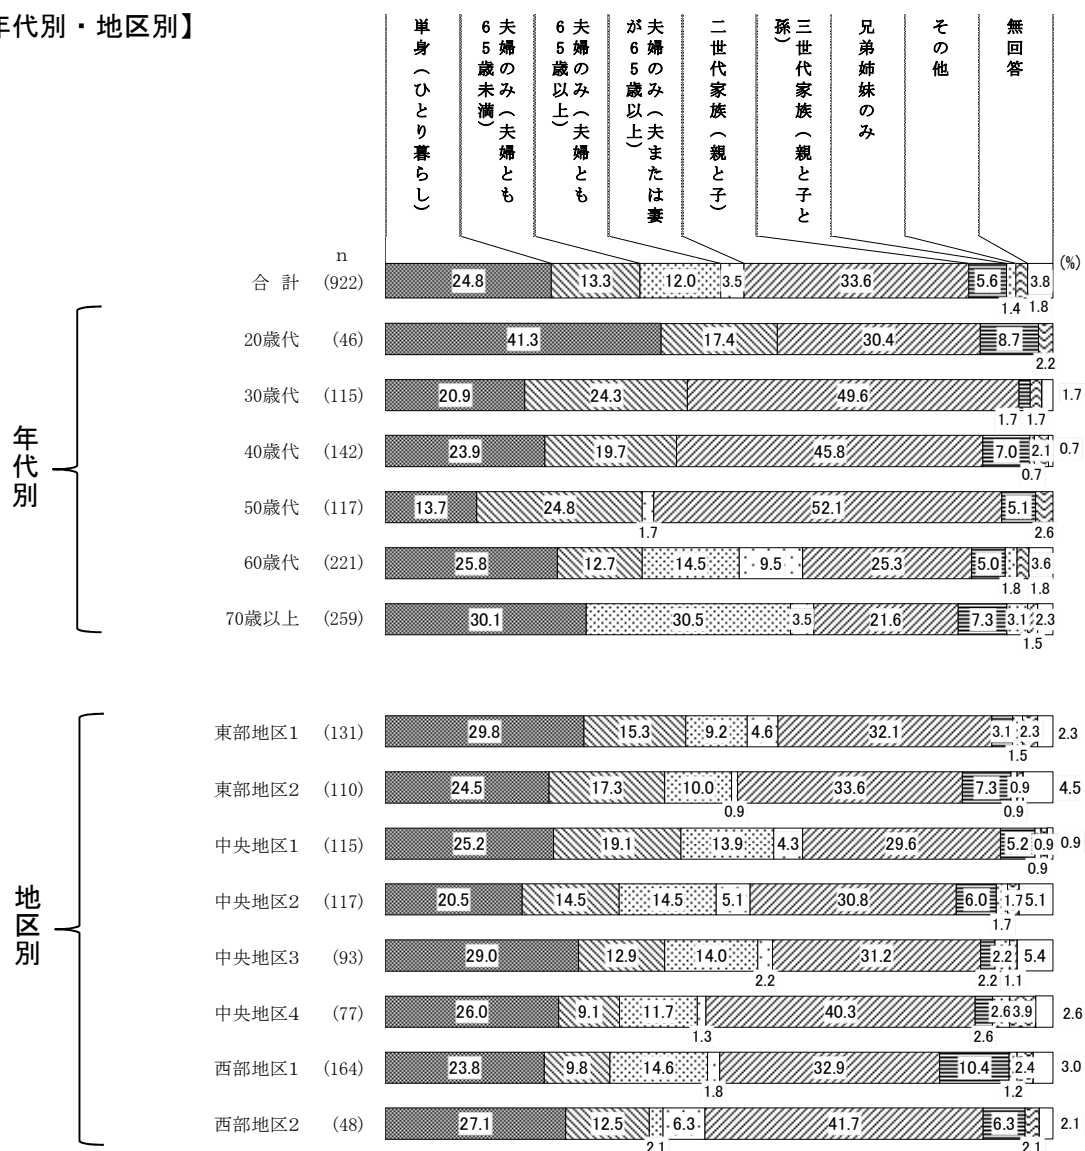 年代別・地区別】
単身（ひとり暮らし）
夫婦のみ（夫婦とも
６５歳未満）
夫婦のみ（夫婦とも
６５歳以上）
夫婦のみ（夫または妻
が６５歳以上）
二世代家族（親と子）
三世代家族（親と子と
孫）
兄弟姉妹のみ
その他
無回答
n
(%)
合 計 (922) 24.8 13.3 12.0 3.5 33.6 5.6 3.8
1.4 1.8
年代別
20歳代 (46) 41.3 17.4 30.4 8.7
2.2
30歳代 (115) 20.9 24.3 49.6 1.7
1.7 1.7
40歳代 (142) 23.9 19.7 45.8 7.0 2.1 0.7
0.7
50歳代 (117) 13.7 24.8 52.1 5.1
1.7 2.6
60歳代 (221) 25.8 12.7 14.5 9.5 25.3 5.0 3.6
1.8 1.8
70歳以上 (259) 30.1 30.5 3.5 21.6 7.3 3.1 2.3
1.5
地区別
東部地区1 (131) 29.8 15.3 9.2 4.6 32.1 3.1 2.3 2.3
1.5
東部地区2 (110) 24.5 17.3 10.0 33.6 7.3 0.9 4.5
0.9 0.9
中央地区1 (115) 25.2 19.1 13.9 4.3 29.6 5.2 0.9 0.9
0.9
中央地区2 (117) 20.5 14.5 14.5 5.1 30.8 6.0 1.7 5.1
1.7
中央地区3 (93) 29.0 12.9 14.0 31.2 2.2 5.4
2.2 2.2 1.1
中央地区4 (77) 26.0 9.1 11.7 40.3 2.6 3.9 2.6
1.3 2.6
西部地区1 (164) 23.8 9.8 14.6 32.9 10.4 2.4 3.0
1.8 1.2
西部地区2 (48) 27.1 12.5 6.3 41.7 6.3 2.1
2.1 2.1